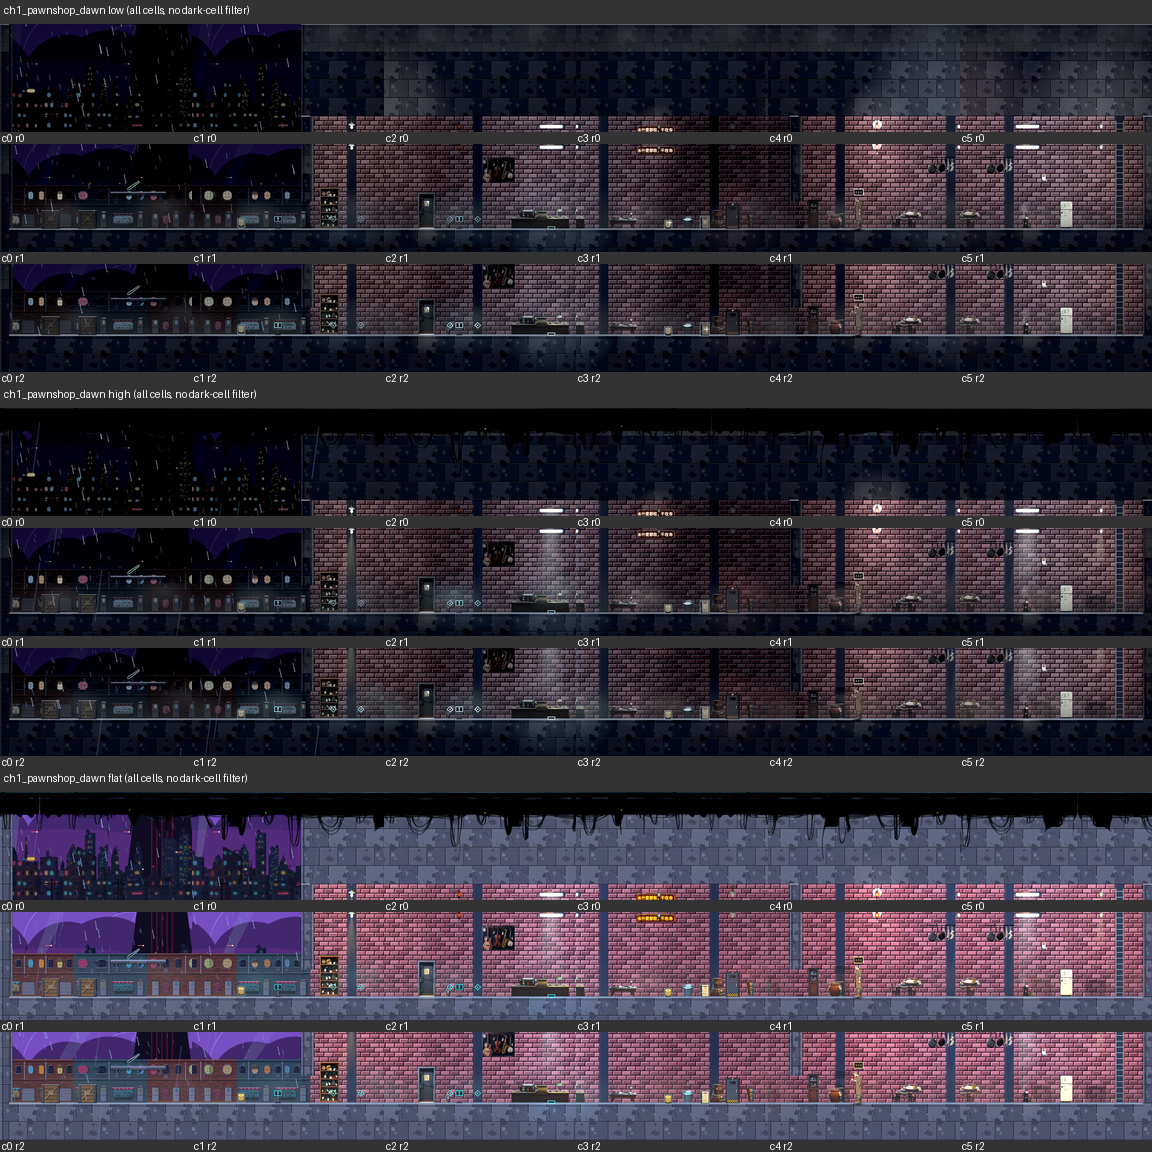 ch1_pawnshop_dawn low (all cells, no dark-cell filter)
c0 r0 c1 r0 c2 r0 c3 r0 c4 r0 c5 r0
c0 r1 c1 r1 c2 r1 c3 r1 c4 r1 c5 r1
c0 r2 c1 r2 c2 r2 c3 r2 c4 r2 c5 r2
ch1_pawnshop_dawn high (all cells, no dark-cell filter)
c0 r0 c1 r0 c2 r0 c3 r0 c4 r0 c5 r0
c0 r1 c1 r1 c2 r1 c3 r1 c4 r1 c5 r1
c0 r2 c1 r2 c2 r2 c3 r2 c4 r2 c5 r2
ch1_pawnshop_dawn flat (all cells, no dark-cell filter)
c0 r0 c1 r0 c2 r0 c3 r0 c4 r0 c5 r0
c0 r1 c1 r1 c2 r1 c3 r1 c4 r1 c5 r1
c0 r2 c1 r2 c2 r2 c3 r2 c4 r2 c5 r2